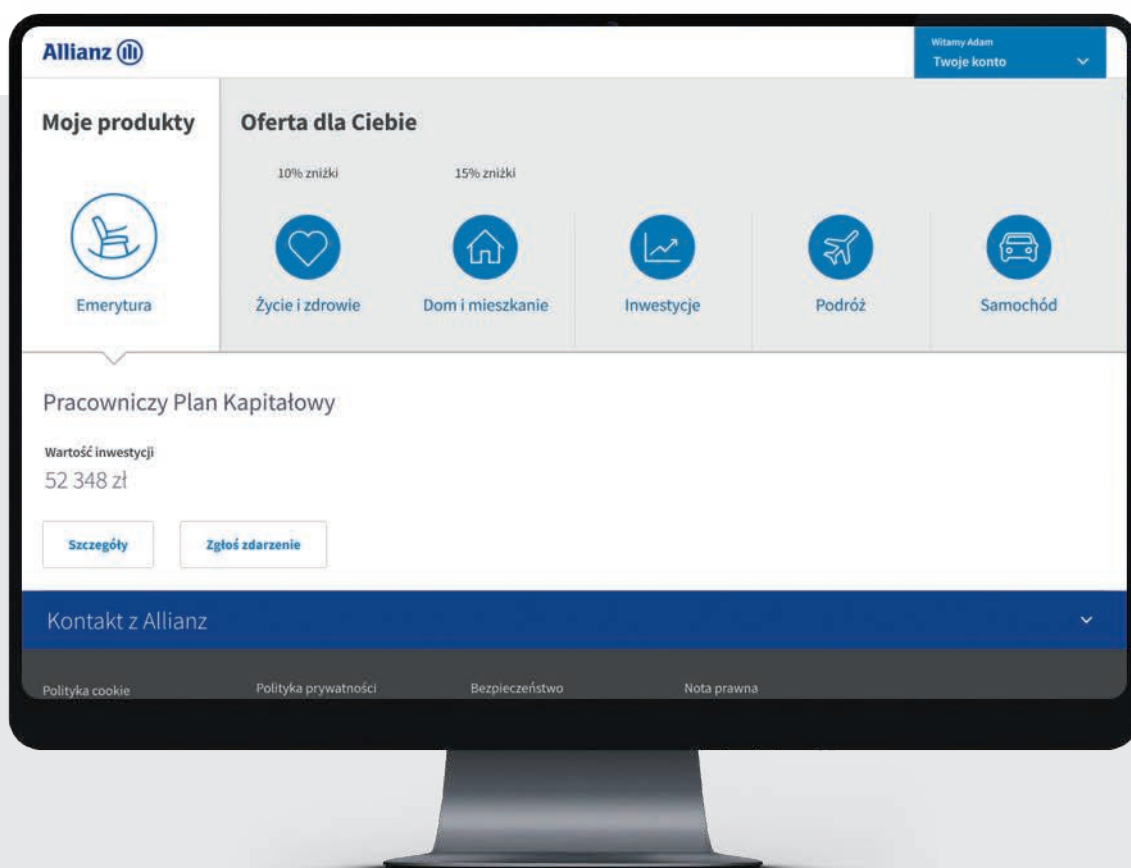 Allianz
Witamy Adam
Twoje konto
Moje produkty
Oferta dla Ciebie
10% zniżki
15% zniżki
Emerytura
Życie i zdrowie
Dom i mieszkanie
Inwestycje
Podróż
Samochód
Pracowniczy Plan Kapitałowy
Wartość inwestycji
52 348 zł
Szczegóły
Zgłoś zdarzenie
Kontakt z Allianz
Polityka cookie
Polityka prywatności
Bezpieczeństwo
Nota prawna